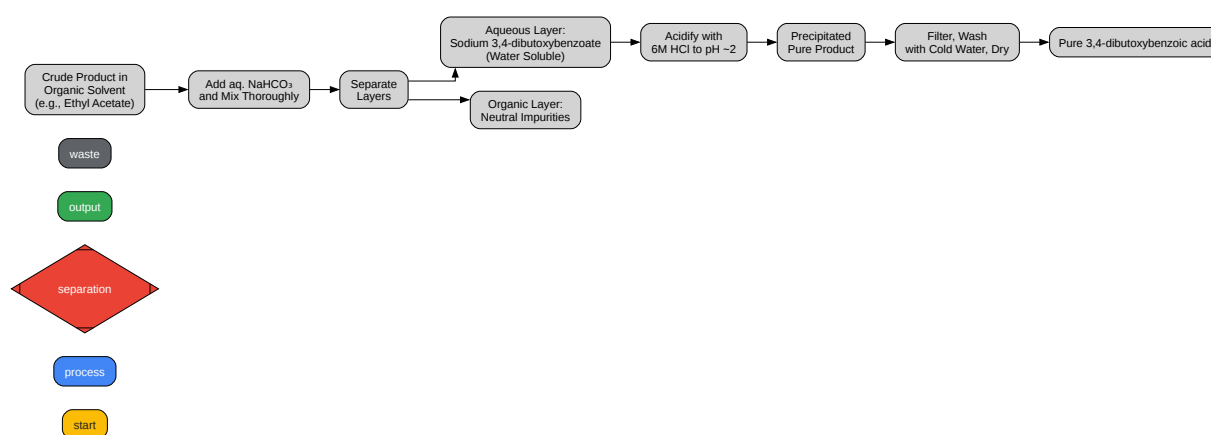 Crude Product in
Organic Solvent
(e.g., Ethyl Acetate)
Add aq. NaHCO₃
and Mix Thoroughly
Separate
Layers
Aqueous Layer:
Sodium 3,4-dibutoxybenzoate
(Water Soluble)
Organic Layer:
Neutral Impurities
Acidify with
6M HCl to pH ~2
Precipitated
Pure Product
Filter, Wash
with Cold Water, Dry
Pure 3,4-dibutoxybenzoic acid
waste
output
separation
process
start